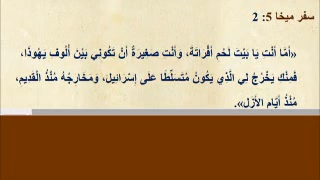 سفر ميخا 5: 2
«أَمَّا أَنْتِ يَا بَيْتَ لَحْمِ أَفْرَاتَةَ، وَأَنْتِ صَغِيرَةٌ أَنْ تَكُونِي بَيْنَ أُلُوفِ يَهُوذَا،
فَمِنْكِ يَخْرُجُ لِي الَّذِي يَكُونُ مُتَسَلِّطًا عَلَى إِسْرَائِيلَ، وَمَخَارِجُهُ مُنْذُ الْقَدِيمِ،
مُنْذُ أَيَّامِ الأَزَلِ».